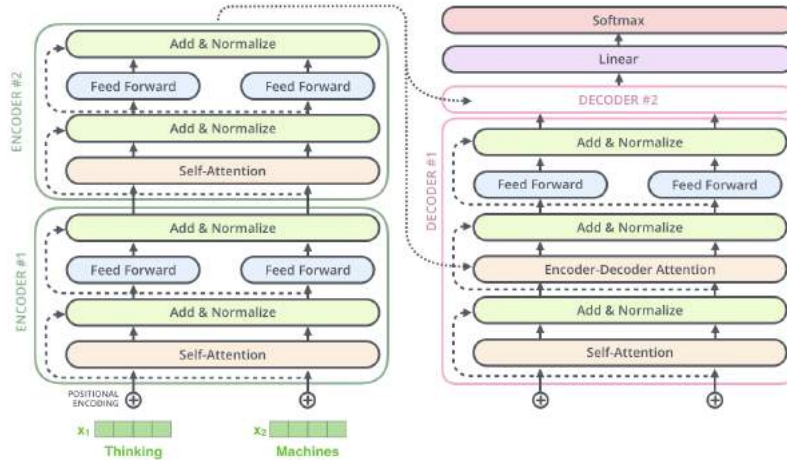 ENCODER #2
Add & Normalize
Feed Forward
Feed Forward
Add & Normalize
Self-Attention
ENCODER #1
Add & Normalize
Feed Forward
Feed Forward
Add & Normalize
Self-Attention
POSITIONAL
ENCODING
x1
x2
Thinking
Machines
Softmax
Linear
DECODER #2
DECODER #1
Add & Normalize
Feed Forward
Feed Forward
Add & Normalize
Encoder-Decoder Attention
Add & Normalize
Self-Attention